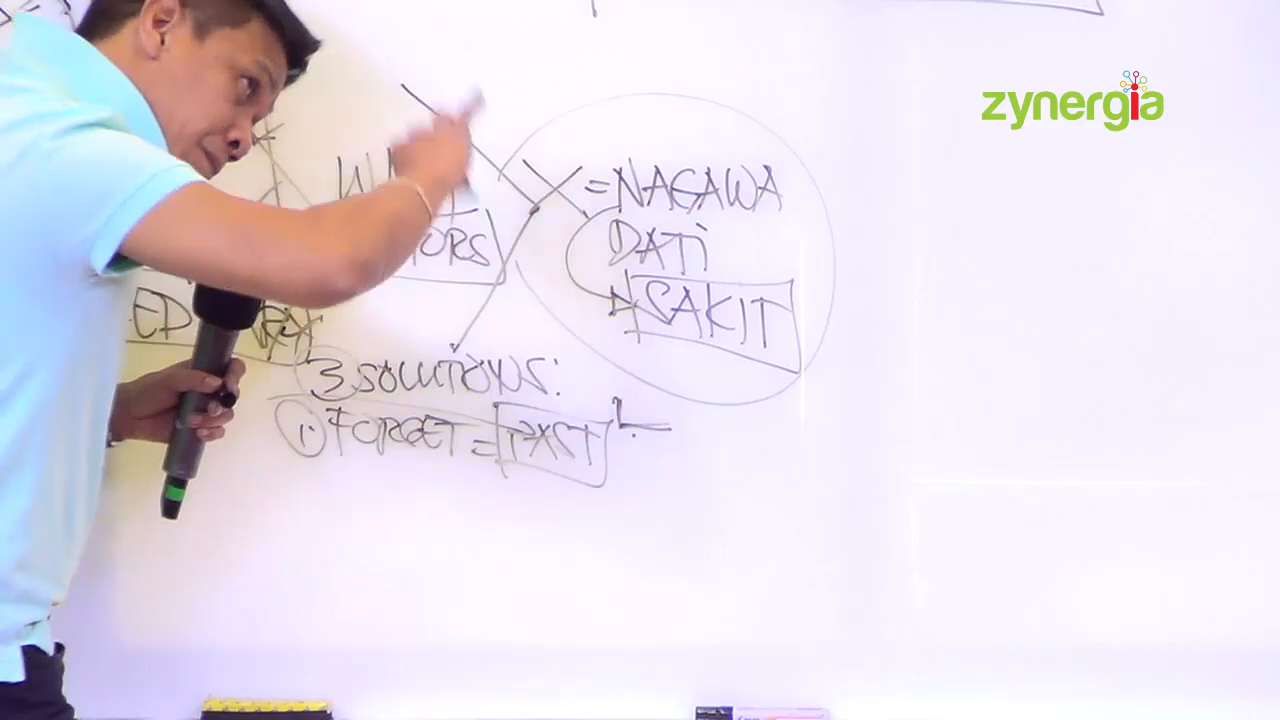 zynergia
X = NAGAWA
DATI
SAKIT
3 SOLUTIONS:
1. FORGET = PAST